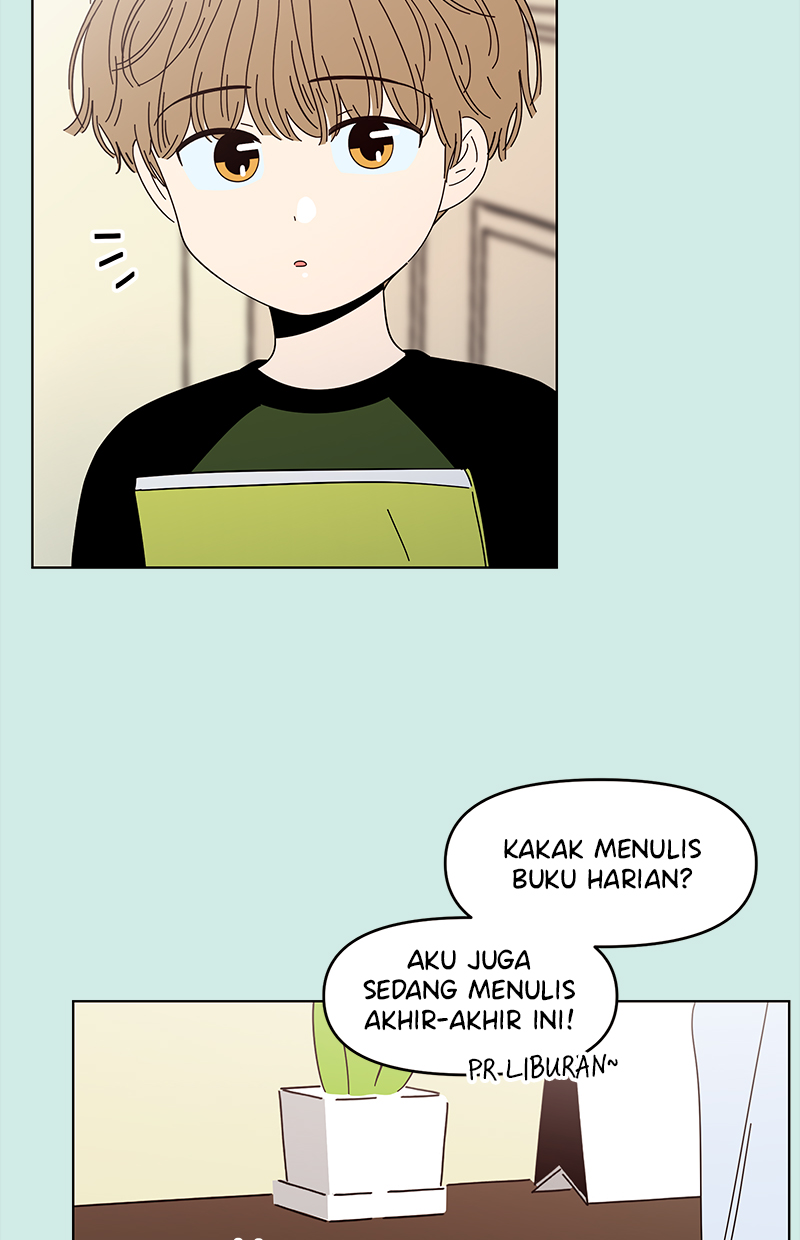 KAKAK MENULIS
BUKU HARIAN?
AKU JUGA
SEDANG MENULIS
AKHIR-AKHIR INI!
P.R. LIBURAN~